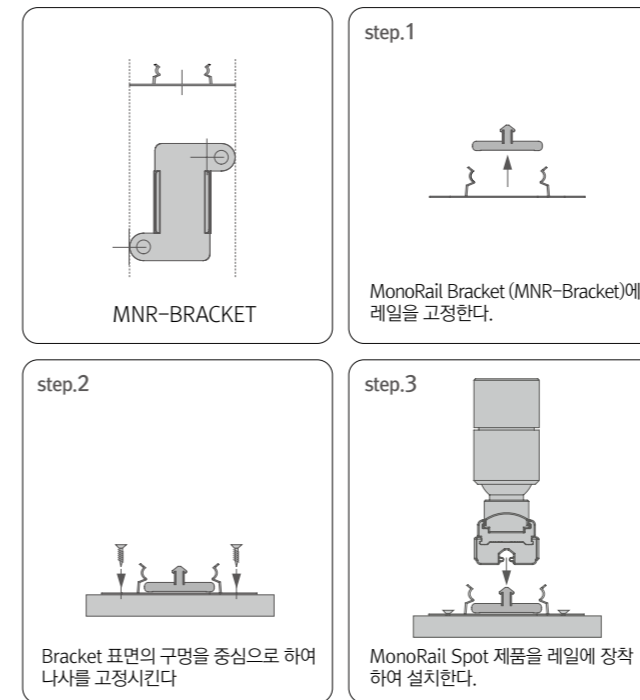 MNR-BRACKET
step.1
MonoRail Bracket (MNR-Bracket)에
레일을 고정한다.
step.2
Bracket 표면의 구멍을 중심으로 하여
나사를 고정시킨다
step.3
MonoRail Spot 제품을 레일에 장착
하여 설치한다.